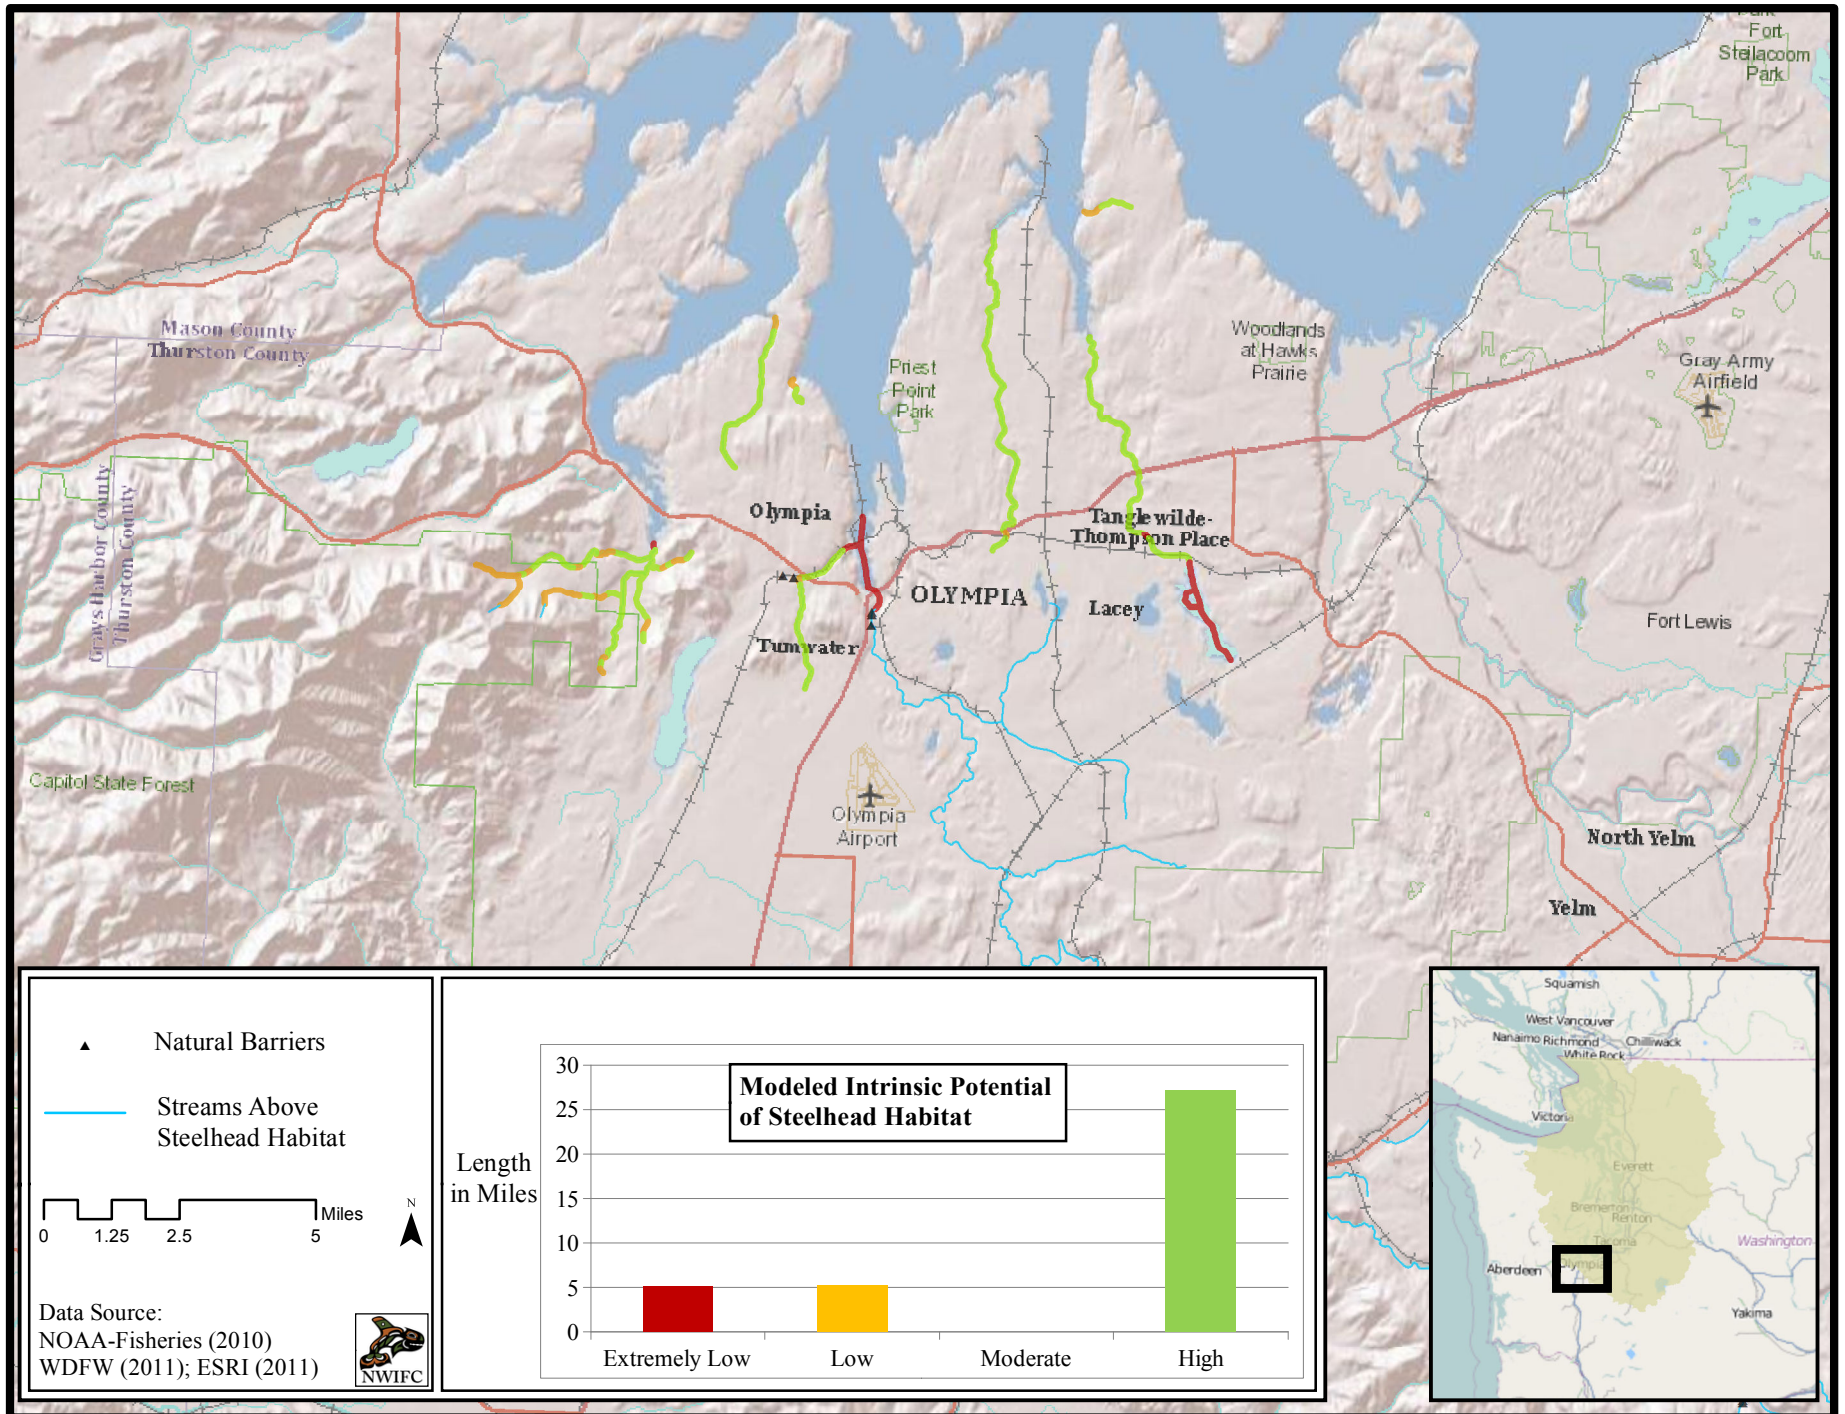 Fort
Steilacoom
Park
Mason County
Thurston County
Woodlands
at Hawks
Prairie
Gray Army
Airfield
Priest
Point
Park
Grays Harbor County
Thurston County
Olympia
Tanglewilde-
Thompson Place
OLYMPIA
Lacey
Fort Lewis
Tumwater
Capitol State Forest
Olympia
Airport
North Yelm
Yelm
Natural Barriers
Streams Above
Steelhead Habitat
Miles
0 1.25 2.5 5
N
Data Source:
NOAA-Fisheries (2010)
WDFW (2011); ESRI (2011)
NWIFC
Modeled Intrinsic Potential
of Steelhead Habitat
Length
in Miles
30
25
20
15
10
5
0
Extremely Low Low Moderate High
Squamish
West Vancouver
Nanaimo Richmond Chilliwack
White Rock
Victoria
Everett
Bremerton
Renton
Tacoma
Washington
Aberdeen Olympia
Yakima